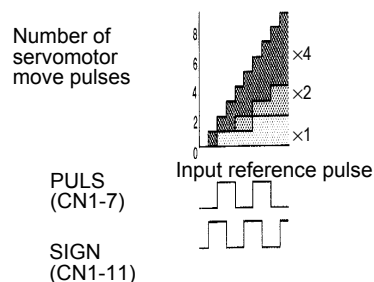 Number of
servomotor
move pulses
8
6
4
2
0
×4
×2
×1
Input reference pulse
PULS
(CN1-7)
SIGN
(CN1-11)